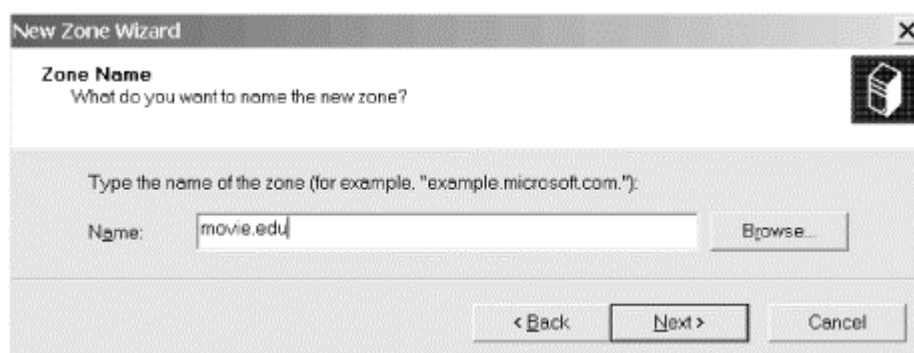 New Zone Wizard
Zone Name
What do you want to name the new zone?
Type the name of the zone (for example. "example.microsoft.com."):
Name: movie.edu Browse...
< Back Next > Cancel